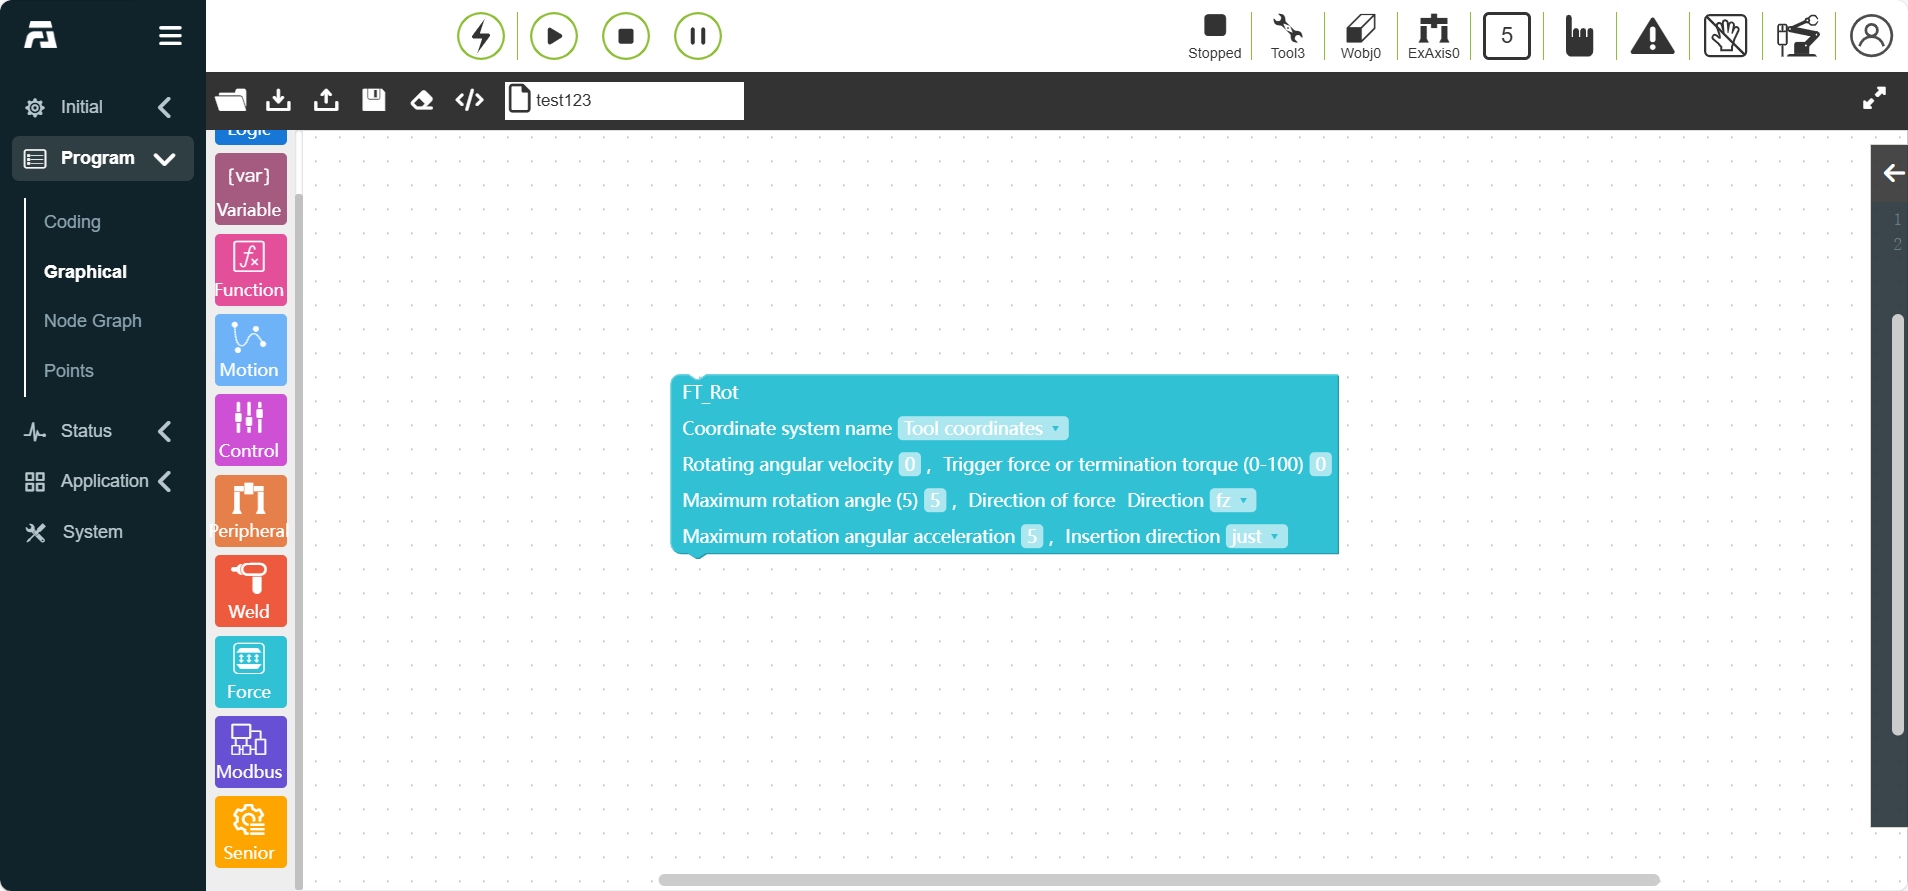 Stopped
Tool3
Wobj0
ExAxis0
5
Initial
Program
Coding
Graphical
Node Graph
Points
Status
Application
System
test123
Logic
{var}
Variable
fx
Function
Motion
Control
Peripheral
Weld
Force
Modbus
Senior
FT_Rot
Coordinate system name Tool coordinates
Rotating angular velocity 0 , Trigger force or termination torque (0-100) 0
Maximum rotation angle (5) 5 , Direction of force Direction fz
Maximum rotation angular acceleration 5 , Insertion direction just
1
2